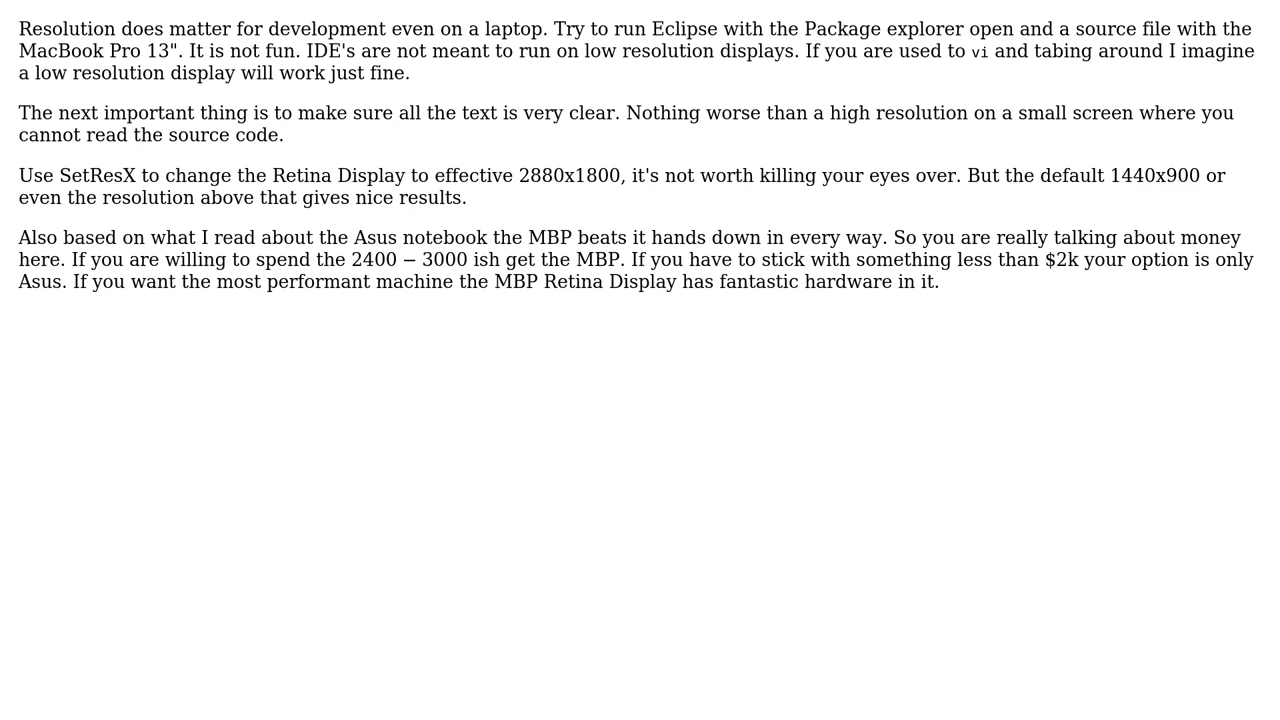 Resolution does matter for development even on a laptop. Try to run Eclipse with the Package explorer open and a source file with the
MacBook Pro 13". It is not fun. IDE's are not meant to run on low resolution displays. If you are used to vi and tabing around I imagine
a low resolution display will work just fine.
The next important thing is to make sure all the text is very clear. Nothing worse than a high resolution on a small screen where you
cannot read the source code.
Use SetResX to change the Retina Display to effective 2880x1800, it's not worth killing your eyes over. But the default 1440x900 or
even the resolution above that gives nice results.
Also based on what I read about the Asus notebook the MBP beats it hands down in every way. So you are really talking about money
here. If you are willing to spend the 2400 − 3000 ish get the MBP. If you have to stick with something less than $2k your option is only
Asus. If you want the most performant machine the MBP Retina Display has fantastic hardware in it.